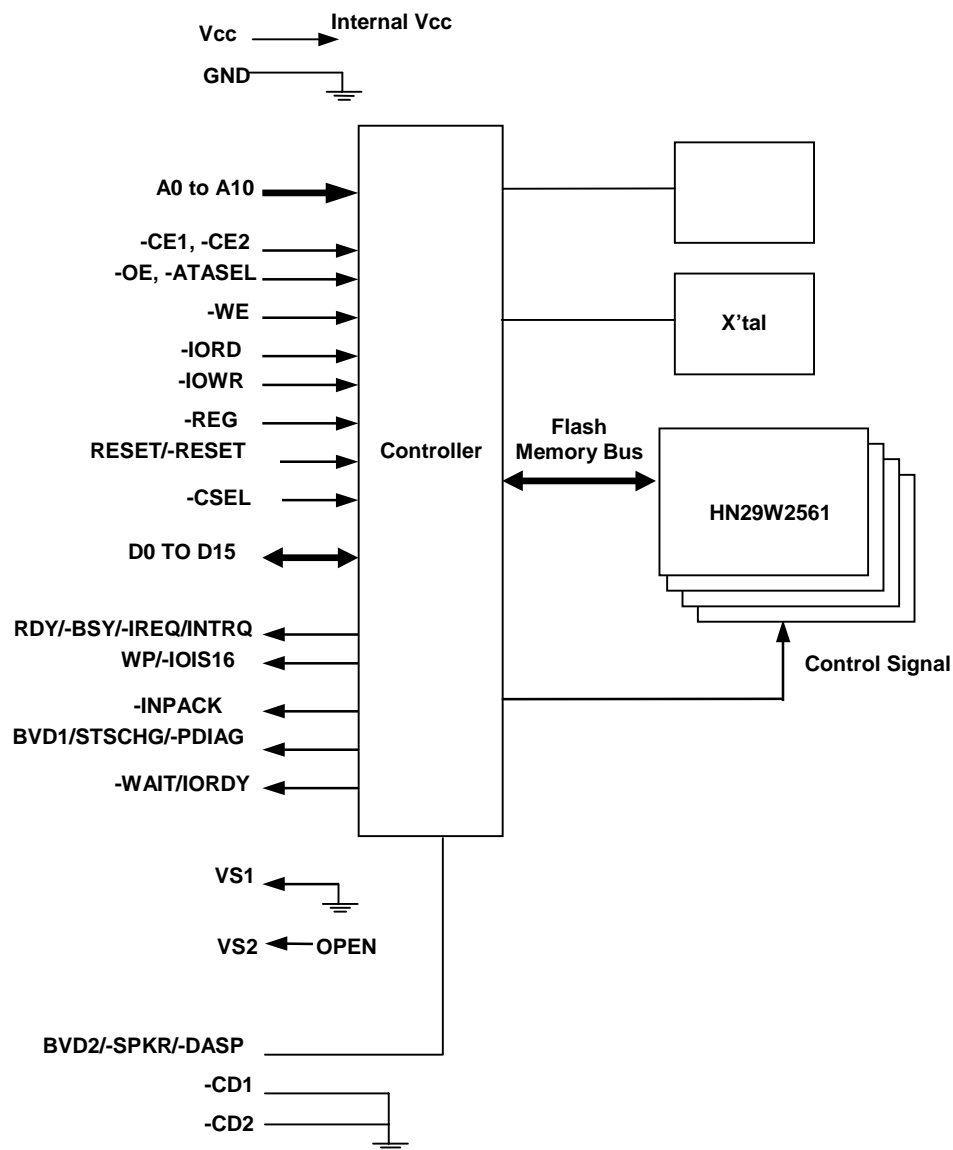 Vcc
Internal Vcc
GND
A0 to A10
-CE1, -CE2
-OE, -ATASEL
-WE
-IORD
-IOWR
-REG
RESET/-RESET
-CSEL
D0 TO D15
RDY/-BSY/-IREQ/INTRQ
WP/-IOIS16
-INPACK
BVD1/STSCHG/-PDIAG
-WAIT/IORDY
Controller
X'tal
Flash
Memory Bus
HN29W2561
Control Signal
VS1
VS2
OPEN
BVD2/-SPKR/-DASP
-CD1
-CD2